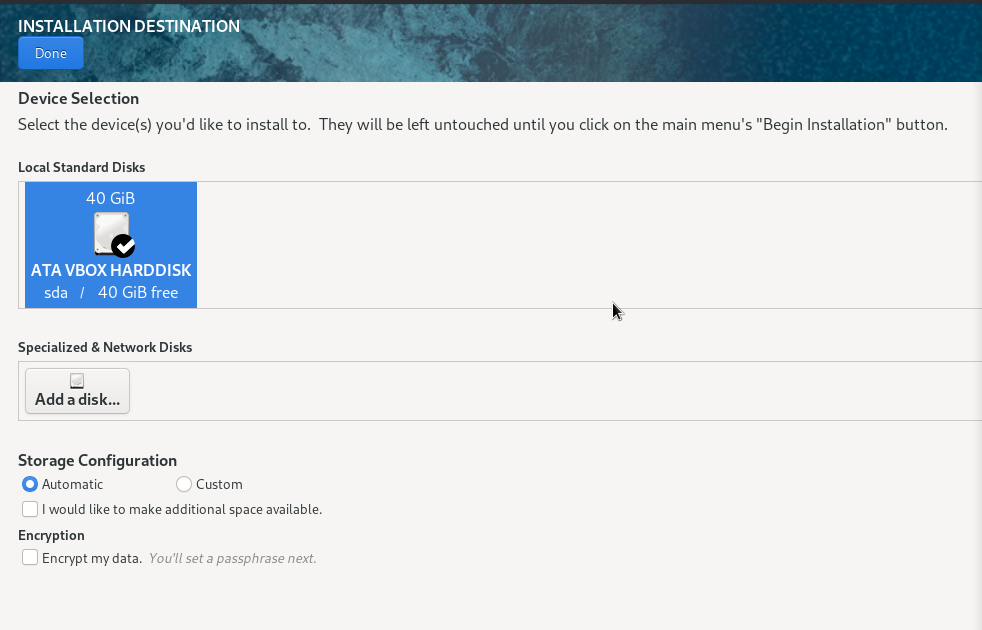 INSTALLATION DESTINATION
Done
Device Selection
Select the device(s) you'd like to install to.  They will be left untouched until you click on the main menu's "Begin Installation" button.
Local Standard Disks
40 GiB
ATA VBOX HARDDISK
sda / 40 GiB free
Specialized & Network Disks
Add a disk...
Storage Configuration
Automatic Custom
I would like to make additional space available.
Encryption
Encrypt my data. You'll set a passphrase next.